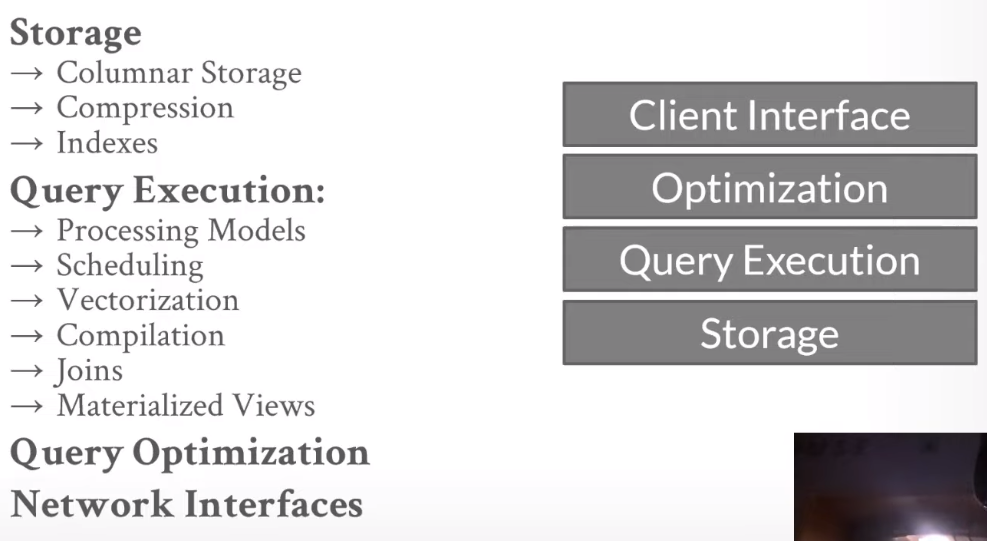 Storage
→ Columnar Storage
→ Compression
→ Indexes
Query Execution:
→ Processing Models
→ Scheduling
→ Vectorization
→ Compilation
→ Joins
→ Materialized Views
Query Optimization
Network Interfaces
Client Interface
Optimization
Query Execution
Storage